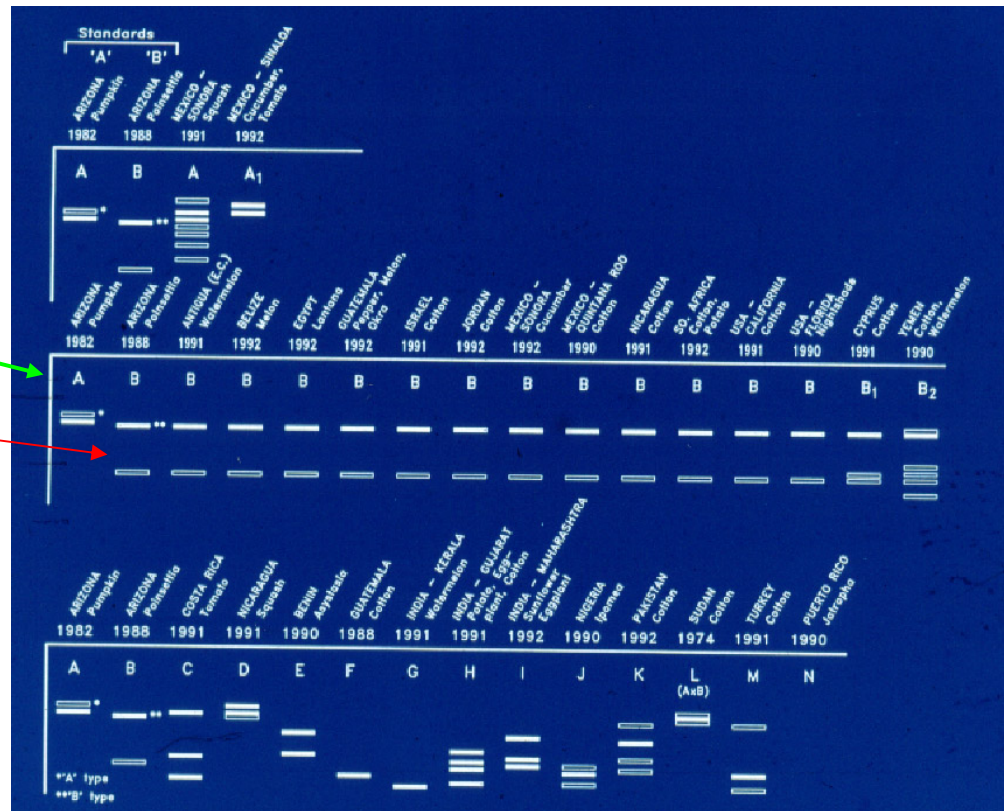 Standards
'A' 'B'
ARIZONA
Pumpkin
ARIZONA
Poinsettia
MEXICO –
SONORA
Squash
MEXICO – SINALOA
Cucumber,
Tomato
1982 1988 1991 1992
A B A A1
*
**
ARIZONA
Pumpkin
ARIZONA
Poinsettia
ANTIGUA (E.C.)
Watermelon
BELIZE
Melon
EGYPT
Lantana
GUATEMALA
Pepper, Melon,
Okra
ISRAEL
Cotton
JORDAN
Cotton
MEXICO –
SONORA
Cucumber
MEXICO –
QUINTANA ROO
Cotton
NICARAGUA
Cotton
SO. AFRICA
Cotton,
Potato
USA –
CALIFORNIA
Cotton
USA –
FLORIDA
Nightshade
CYPRUS
Cotton
YEMEN
Cotton,
Watermelon
1982 1988 1991 1992 1992 1992 1991 1992 1992 1990 1991 1992 1991 1990 1991 1990
A B B B B B B B B B B B B B B1 B2
*
**
ARIZONA
Pumpkin
ARIZONA
Poinsettia
COSTA RICA
Tomato
NICARAGUA
Squash
BENIN
Asystasia
GUATEMALA
Cotton
INDIA – KERALA
Watermelon
INDIA – GUJARAT
Potato, Egg–
plant, Cotton
INDIA – MAHARASHTRA
Sunflower,
Eggplant
NIGERIA
Ipomea
PAKISTAN
Cotton
SUDAN
Cotton
TURKEY
Cotton
PUERTO RICO
Jatropha
1982 1988 1991 1991 1990 1988 1991 1991 1992 1990 1992 1974 1991 1990
A B C D E F G H I J K L M N
(AxB)
*
**
*"A" type
**"B" type